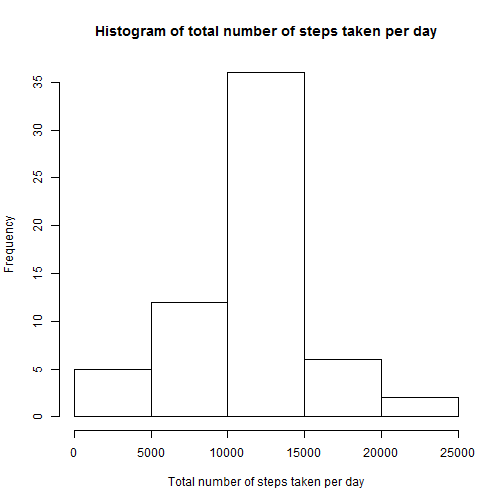 Histogram of total number of steps taken per day
35
30
25
20
15
10
5
0
Frequency
0 5000 10000 15000 20000 25000
Total number of steps taken per day